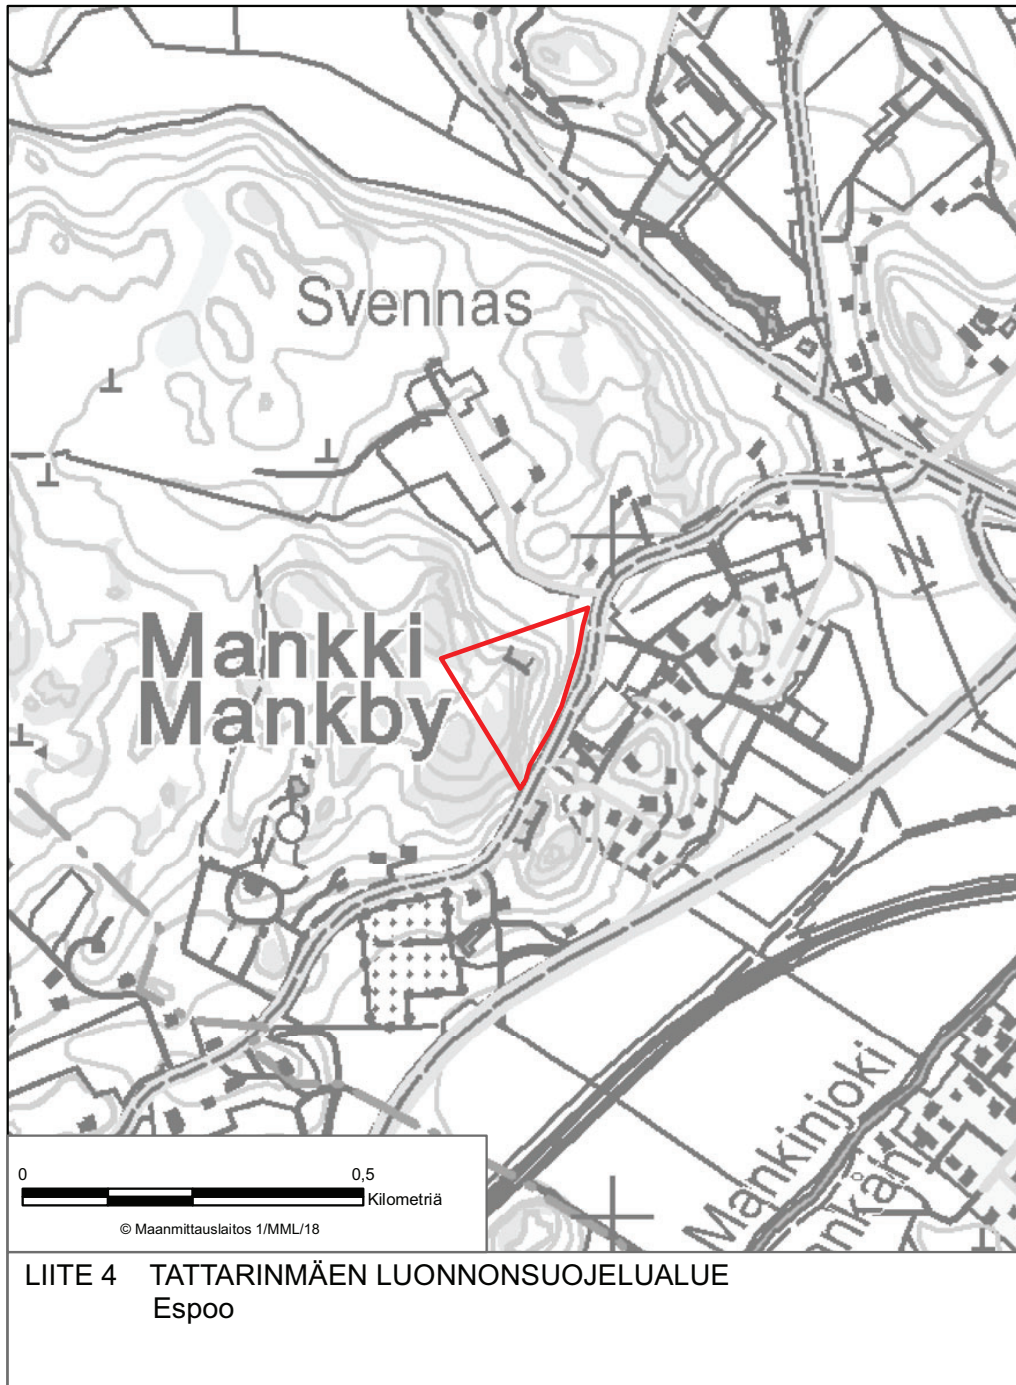 Svennas
Mankki
Mankby
Mankinjoki
0 0,5
Kilometriä
© Maanmittauslaitos 1/MML/18
LIITE 4 TATTARINMÄEN LUONNONSUOJELUALUE
Espoo